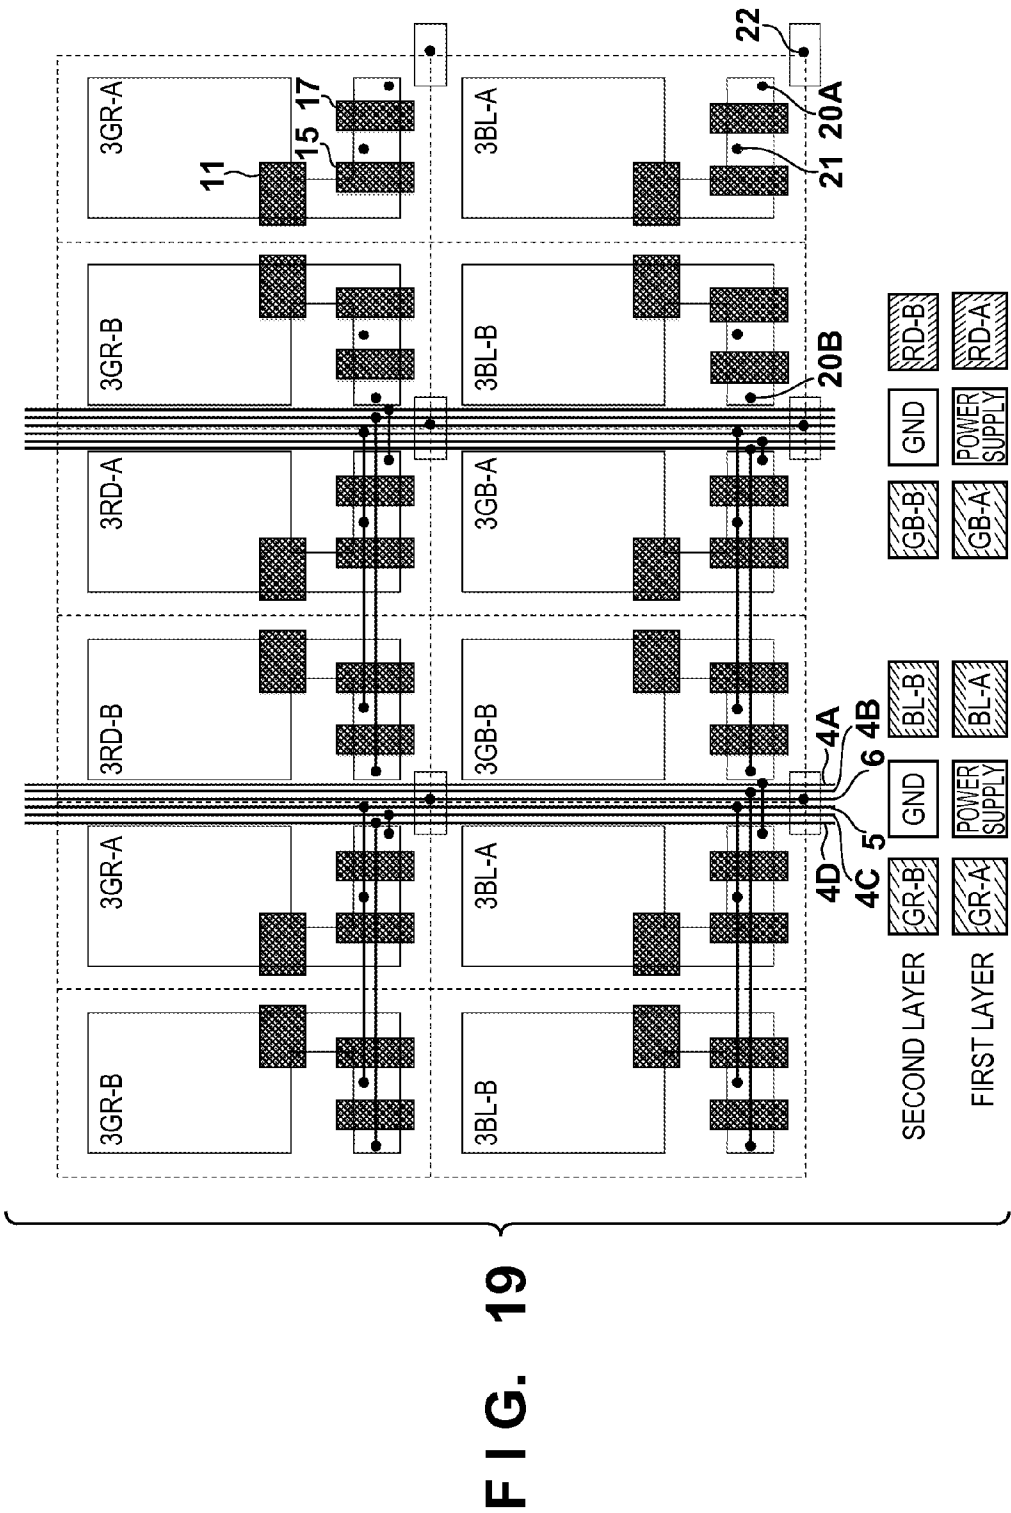 FIG. 19
3GR-B
3GR-A
3RD-B
3RD-A
3GR-B
3GR-A
11
15
17
3BL-B
3BL-A
3GB-B
3GB-A
3BL-B
3BL-A
22
4D
4A
20B
21
20A
4C
5
6
4B
SECOND LAYER
GR-B
GND
BL-B
GB-B
GND
RD-B
FIRST LAYER
GR-A
POWER
SUPPLY
BL-A
GB-A
POWER
SUPPLY
RD-A